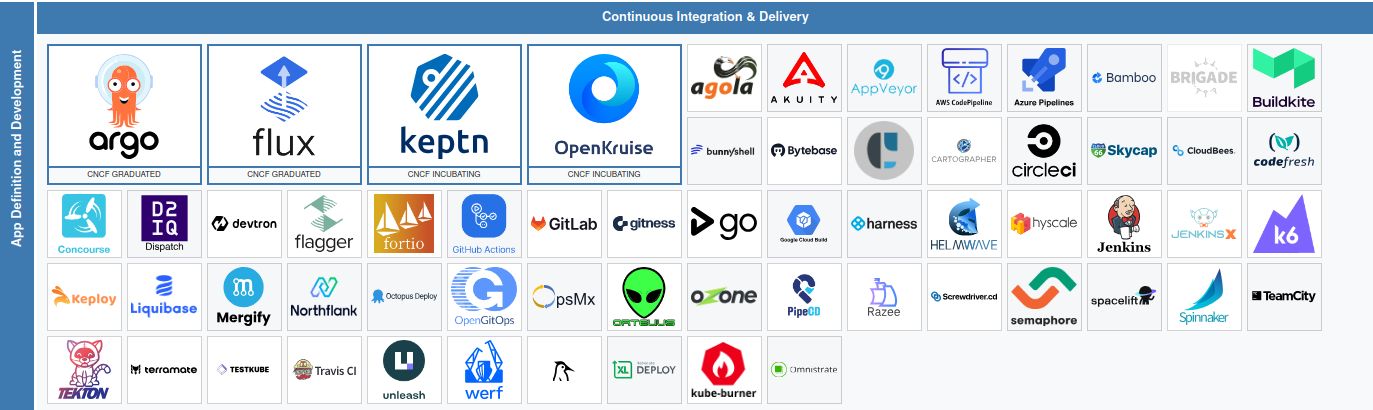 Continuous Integration & Delivery
App Definition and Development
argo
CNCF GRADUATED
flux
CNCF GRADUATED
keptn
CNCF INCUBATING
OpenKruise
CNCF INCUBATING
agola
AKUITY
AppVeyor
AWS CodePipeline
Azure Pipelines
Bamboo
BRIGADE
Buildkite
bunnyshell
Bytebase
CARTOGRAPHER
circleci
66 Skycap
CloudBees.
codefresh
Concourse
D2
IQ
Dispatch
devtron
flagger
fortio
GitHub Actions
GitLab
gitness
go
Google Cloud Build
harness
HELMWAVE
hyscale
Jenkins
JENKINS X
k6
Keploy
Liquibase
Mergify
Northflank
Octopus Deploy
OpenGitOps
OpsMx
ORTELIUS
ozone
PipeCD
Razee
Screwdriver.cd
semaphore
spacelift
Spinnaker
TeamCity
TEKTON
terramate
TESTKUBE
Travis CI
unleash
werf
XL DEPLOY
kube-burner
Omnistrate